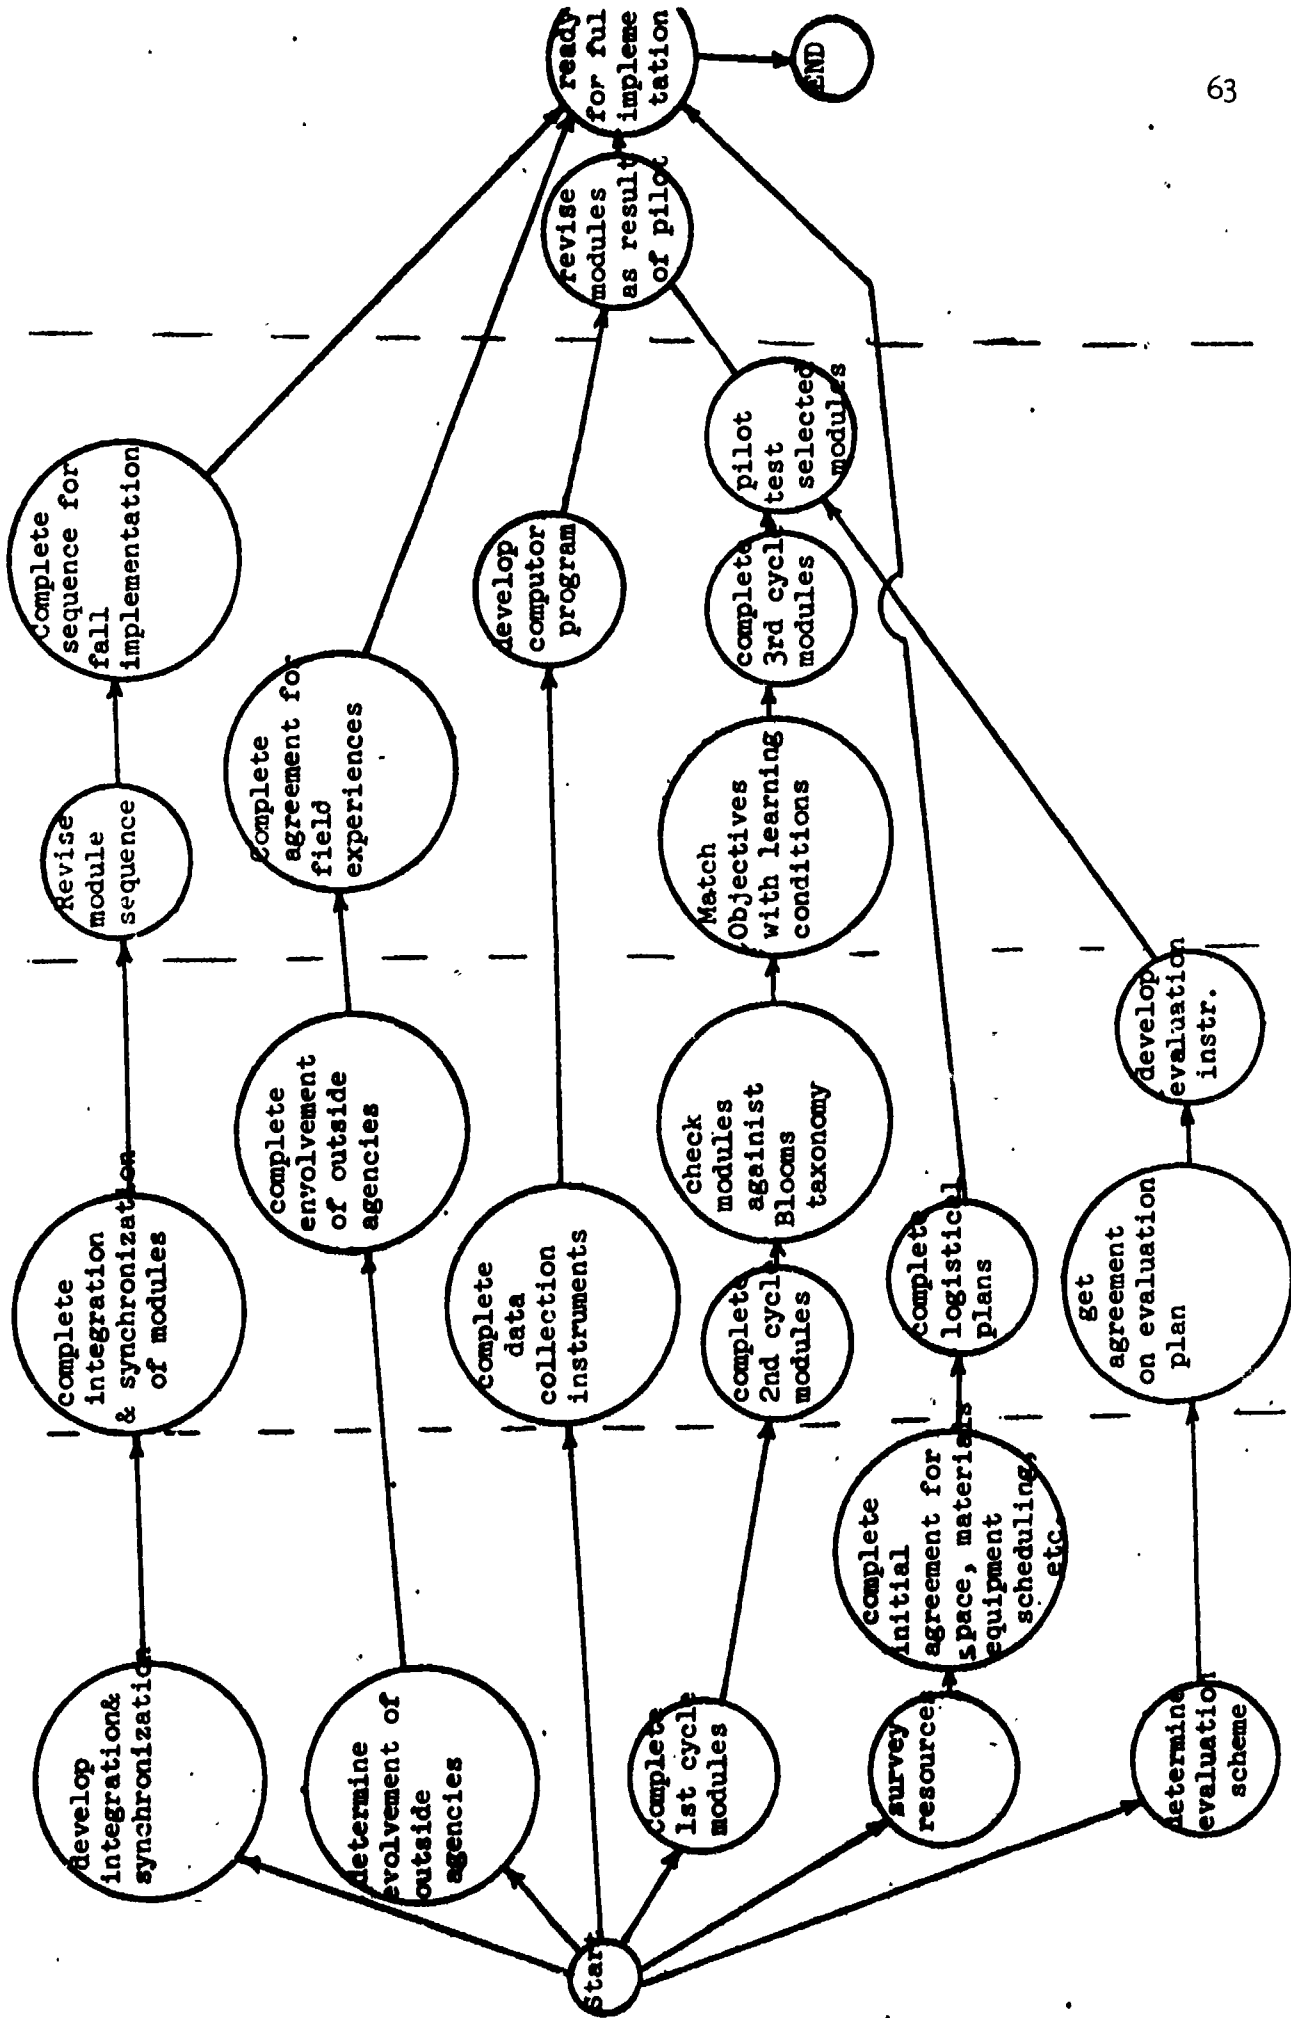 63
start
develop
integration&
synchronization
complete
integration
& synchronization
of modules
Revise
module
sequence
Complete
sequence for
fall
implementation
determine
evolvement of
outside
agencies
complete
envolvement
of outside
agencies
Complete
agreement for
field
experiences
complete
data
collection
instruments
develop
computor
program
complete
1st cycle
modules
complete
2nd cycle
modules
check
modules
againist
Blooms
taxonomy
Match
Objectives
with learning
conditions
complete
3rd cycle
modules
pilot
test
selected
modules
revise
modules
as result
of pilot
ready
for ful
impleme
tation
END
survey
resources
complete
initial
agreement for
space, materials
equipment
scheduling,
etc.
complete
logistical
plans
determine
evaluation
scheme
get
agreement
on evaluation
plan
develop
evaluation
instr.